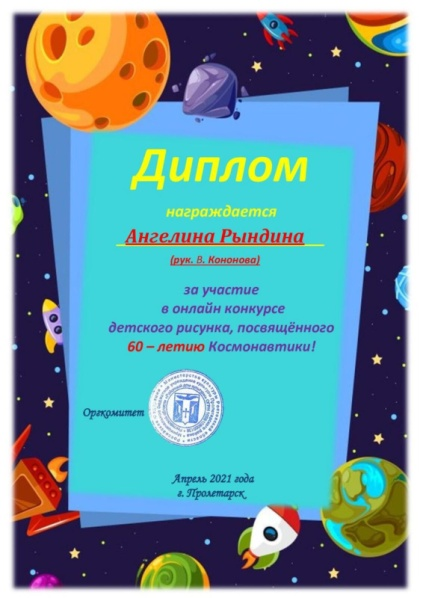 Диплом
награждается
Ангелина Рындина
(рук. В. Кононова)
за участие
в онлайн конкурсе
детского рисунка, посвящённого
60 – летию Космонавтики!
Оргкомитет
Апрель 2021 года
г. Пролетарск